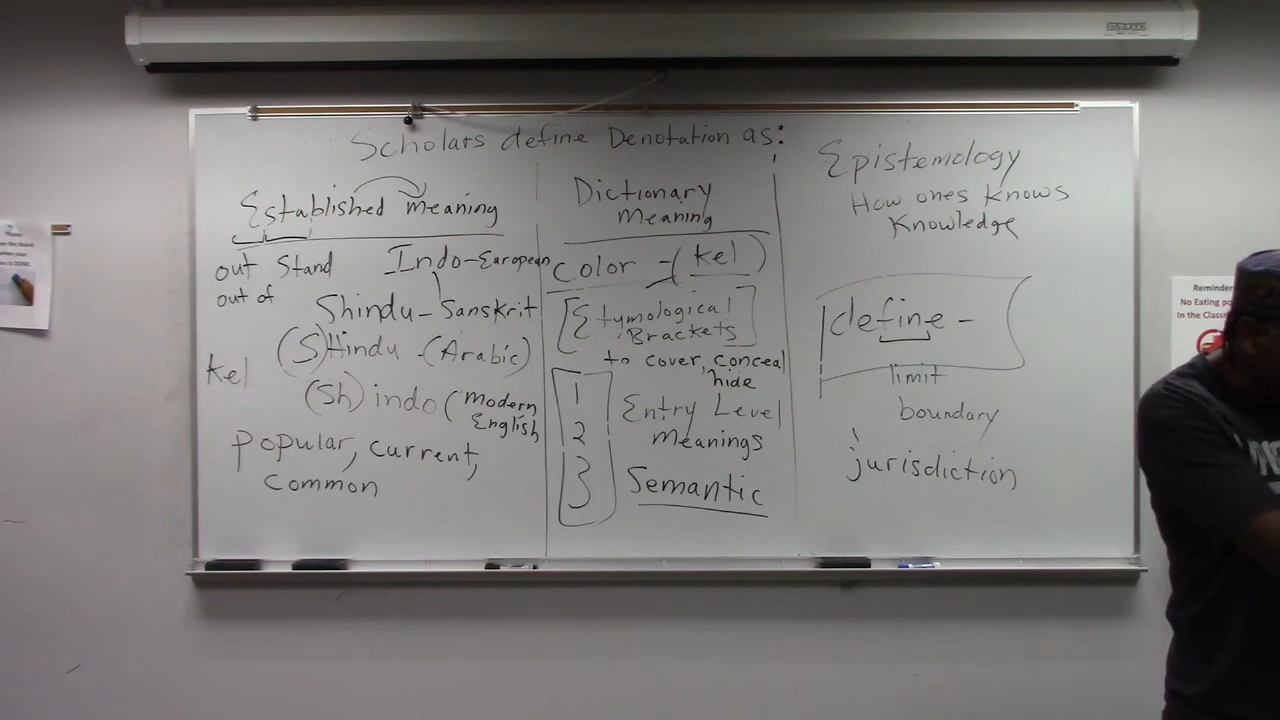 Scholars define Denotation as:
Established meaning
out Stand
out of
Indo-European
Shindu-Sanskrit
(S)Hindu-(Arabic)
kel
(Sh)indo (modern
English
popular, current,
common
Dictionary
meaning
color-(kel)
[Etymological
Brackets]
to cover, conceal
hide
1
2
3
Entry Level
meanings
Semantic
Epistemology
How ones knows
knowledge
define-
limit
boundary
jurisdiction
Reminder
No Eating
In the